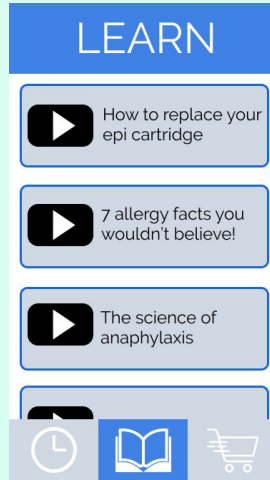 LEARN
How to replace your
epi cartridge
7 allergy facts you
wouldn't believe!
The science of
anaphylaxis